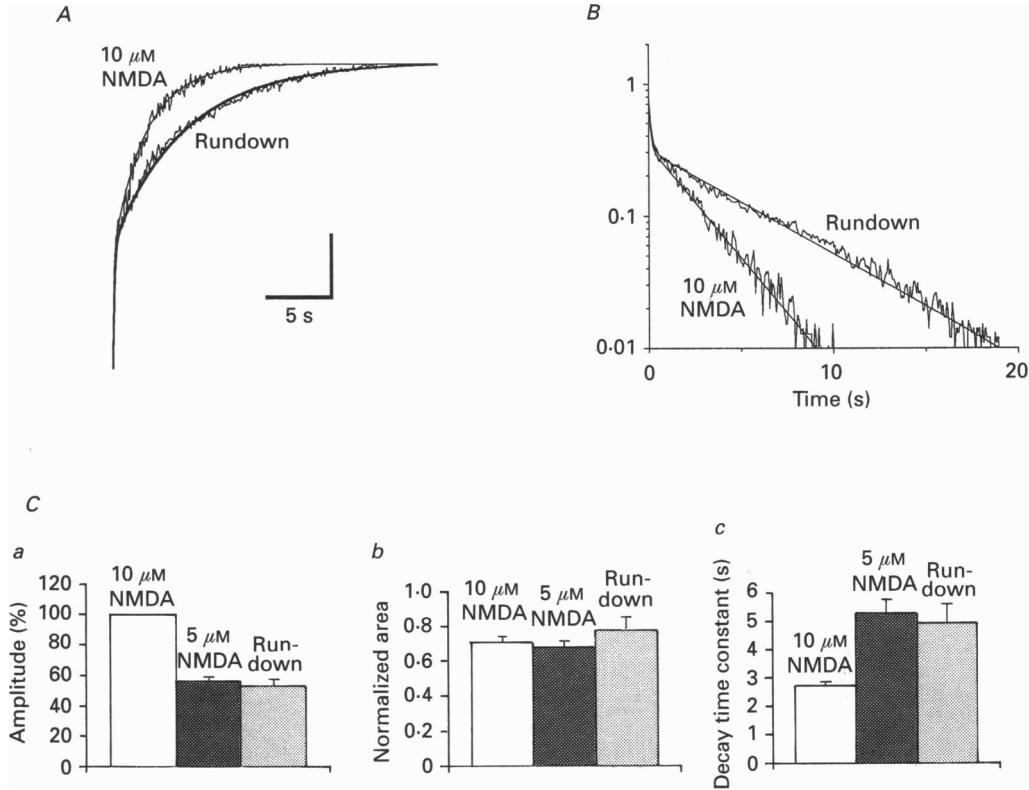 A
10 μM
NMDA
Rundown
5 s
B
1
0·1
0·01
Rundown
10 μM
NMDA
0
10
20
Time (s)
C
a
Amplitude (%)
120
100
80
60
40
20
0
10 μM
NMDA
5 μM
NMDA
Run-
down
b
Normalized area
1·0
0·8
0·6
0·4
0·2
0
10 μM
NMDA
5 μM
NMDA
Run-
down
c
Decay time constant (s)
6
5
4
3
2
1
0
10 μM
NMDA
5 μM
NMDA
Run-
down